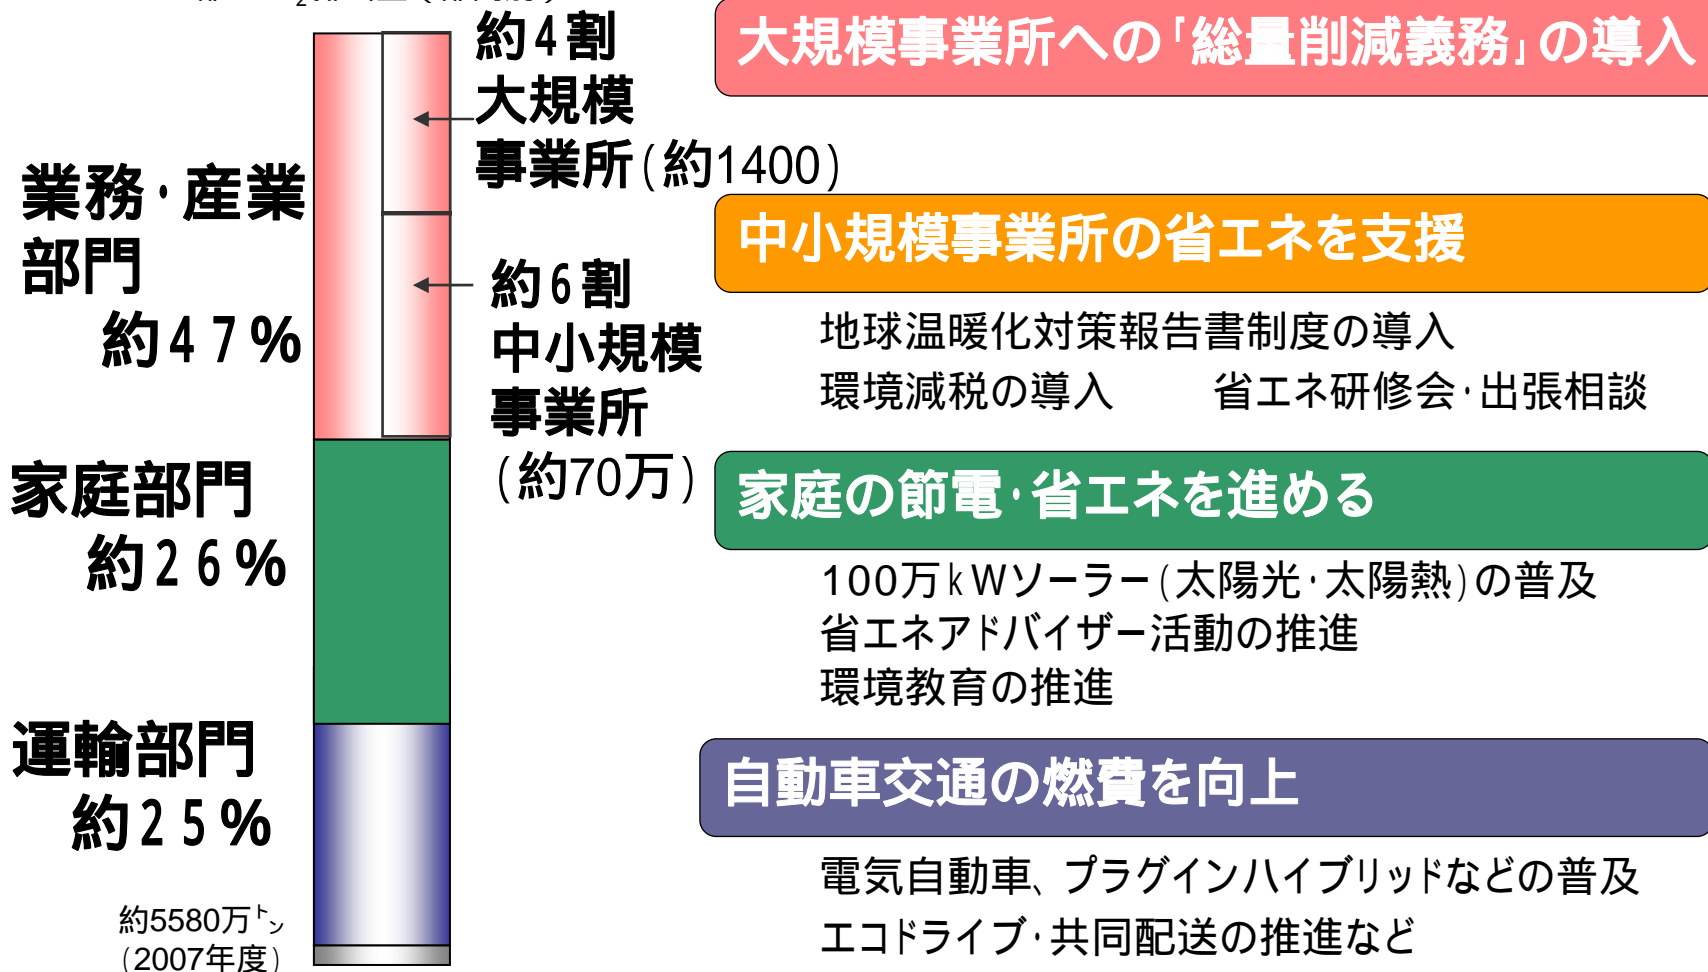 約4割
大規模
事業所(約1400)
業務・産業
部門
約47%
約6割
中小規模
事業所
(約70万)
家庭部門
約26%
運輸部門
約25%
約5580万トン
(2007年度)
大規模事業所への「総量削減義務」の導入
中小規模事業所の省エネを支援
地球温暖化対策報告書制度の導入
環境減税の導入　省エネ研修会・出張相談
家庭の節電・省エネを進める
100万kWソーラー(太陽光・太陽熱)の普及
省エネアドバイザー活動の推進
環境教育の推進
自動車交通の燃費を向上
電気自動車、プラグインハイブリッドなどの普及
エコドライブ・共同配送の推進など